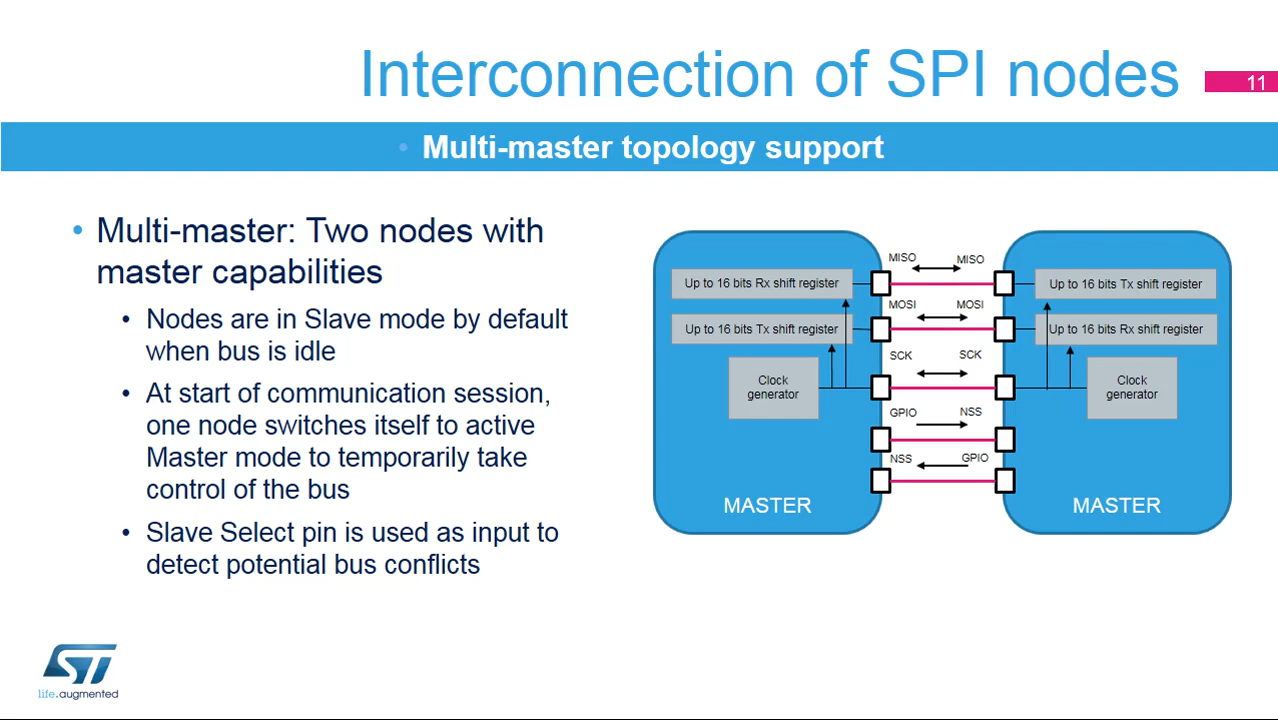 Interconnection of SPI nodes
11
• Multi-master topology support
• Multi-master: Two nodes with
master capabilities
• Nodes are in Slave mode by default
when bus is idle
• At start of communication session,
one node switches itself to active
Master mode to temporarily take
control of the bus
• Slave Select pin is used as input to
detect potential bus conflicts
MISO MISO
Up to 16 bits Rx shift register
Up to 16 bits Tx shift register
MOSI MOSI
Up to 16 bits Tx shift register
Up to 16 bits Rx shift register
SCK SCK
Clock
generator
Clock
generator
GPIO NSS
NSS GPIO
MASTER
MASTER
ST
life.augmented